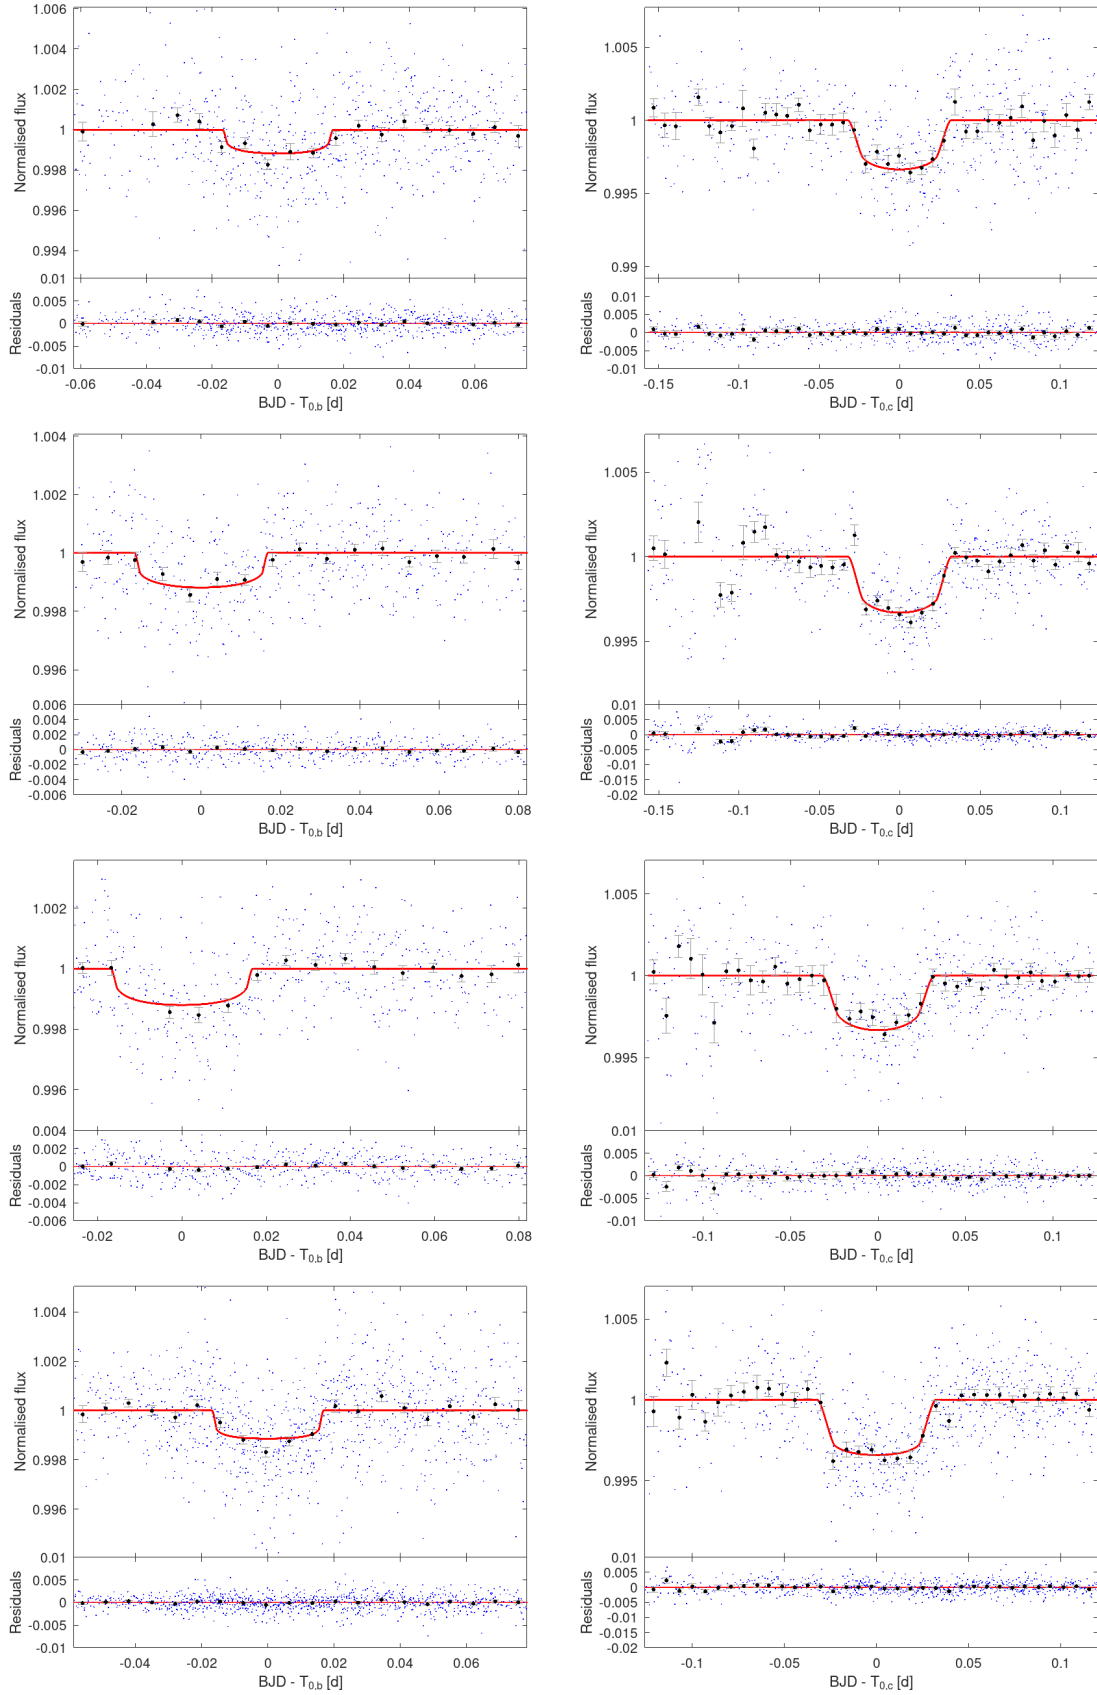 1.006
1.004
1.002
1
0.998
0.996
0.994
Normalised flux
0.01
0.005
0
-0.005
-0.01
Residuals
-0.06 -0.04 -0.02 0 0.02 0.04 0.06
BJD - T0,b [d]
1.005
1
0.995
0.99
Normalised flux
0.01
0.005
0
-0.005
-0.01
Residuals
-0.15 -0.1 -0.05 0 0.05 0.1
BJD - T0,c [d]
1.004
1.002
1
0.998
0.996
Normalised flux
0.006
0.004
0.002
0
-0.002
-0.004
-0.006
Residuals
-0.02 0 0.02 0.04 0.06 0.08
BJD - T0,b [d]
1.005
1
0.995
Normalised flux
0.01
0.005
0
-0.005
-0.01
-0.015
-0.02
Residuals
-0.15 -0.1 -0.05 0 0.05 0.1
BJD - T0,c [d]
1.002
1
0.998
0.996
Normalised flux
0.004
0.002
0
-0.002
-0.004
-0.006
Residuals
-0.02 0 0.02 0.04 0.06 0.08
BJD - T0,b [d]
1.005
1
0.995
Normalised flux
0.01
0.005
0
-0.005
-0.01
Residuals
-0.1 -0.05 0 0.05 0.1
BJD - T0,c [d]
1.004
1.002
1
0.998
0.996
Normalised flux
0.01
0.005
0
-0.005
-0.01
Residuals
-0.04 -0.02 0 0.02 0.04 0.06
BJD - T0,b [d]
1.005
1
0.995
Normalised flux
0.01
0.005
0
-0.005
-0.01
-0.015
-0.02
Residuals
-0.1 -0.05 0 0.05 0.1
BJD - T0,c [d]